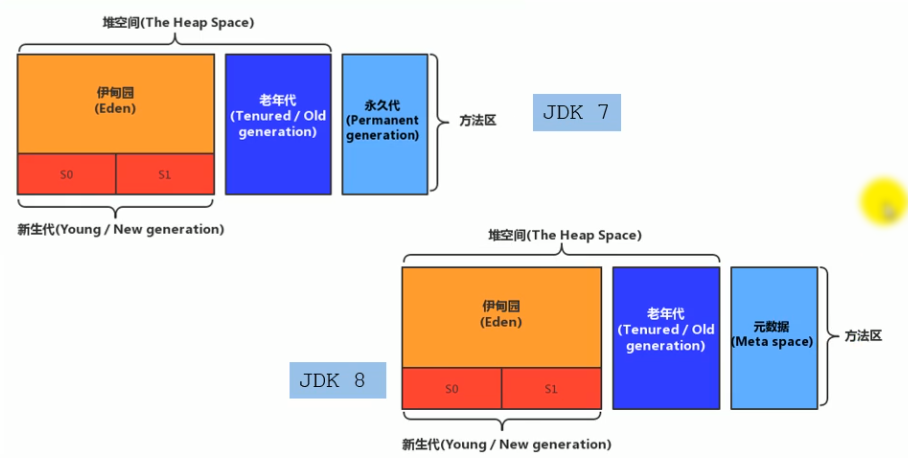 堆空间(The Heap Space)
伊甸园
(Eden)
老年代
(Tenured / Old
generation)
永久代
(Permanent
generation)
方法区
JDK 7
S0
S1
新生代(Young / New generation)
堆空间(The Heap Space)
伊甸园
(Eden)
老年代
(Tenured / Old
generation)
元数据
(Meta space)
方法区
JDK 8
S0
S1
新生代(Young / New generation)